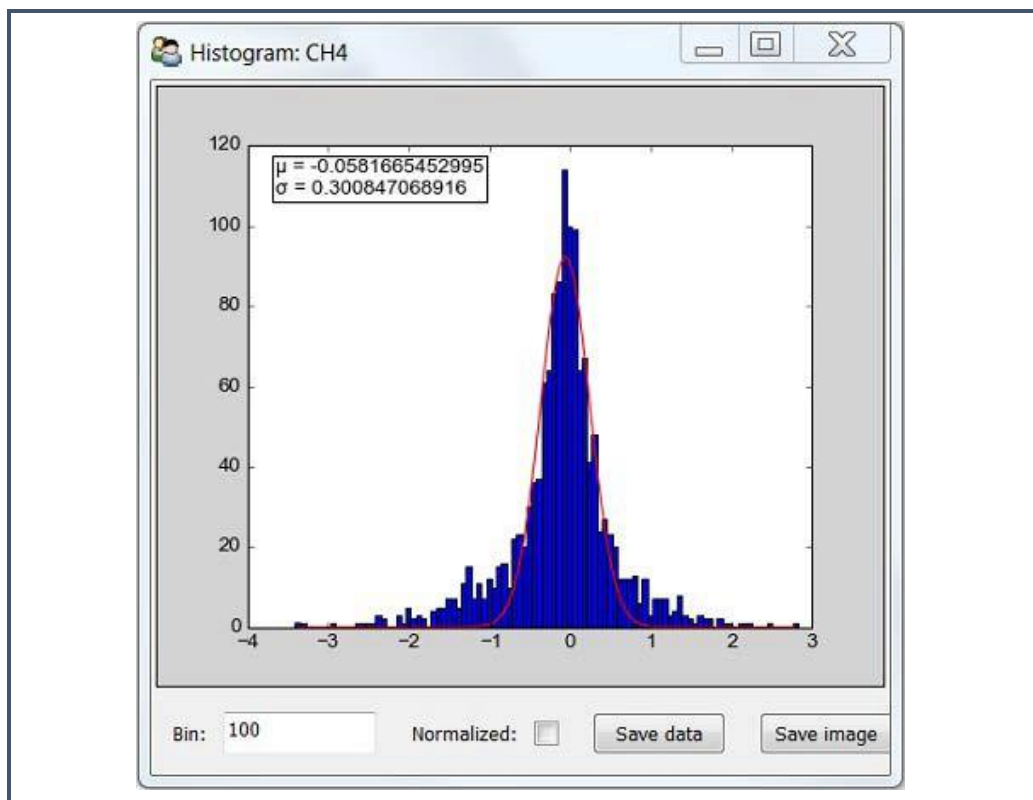 Histogram: CH4
μ = -0.0581665452995
σ = 0.300847068916
120
100
80
60
40
20
0
−4 −3 −2 −1 0 1 2 3
Bin: 100 Normalized: Save data Save image